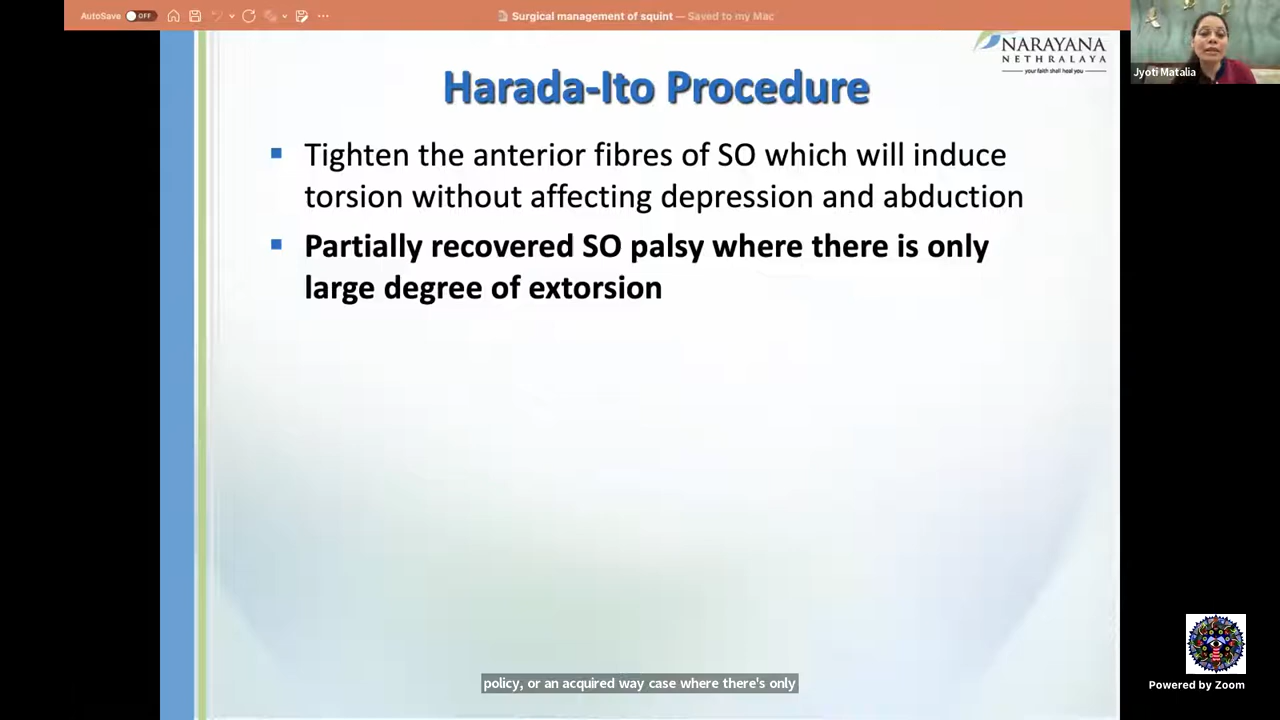 AutoSave OFF
Surgical management of squint — Saved to my Mac
Jyoti Matalia
NARAYANA
NETHRALAYA
your faith shall heal you
Harada-Ito Procedure
Tighten the anterior fibres of SO which will induce
torsion without affecting depression and abduction
Partially recovered SO palsy where there is only
large degree of extorsion
policy, or an acquired way case where there's only
Powered by Zoom